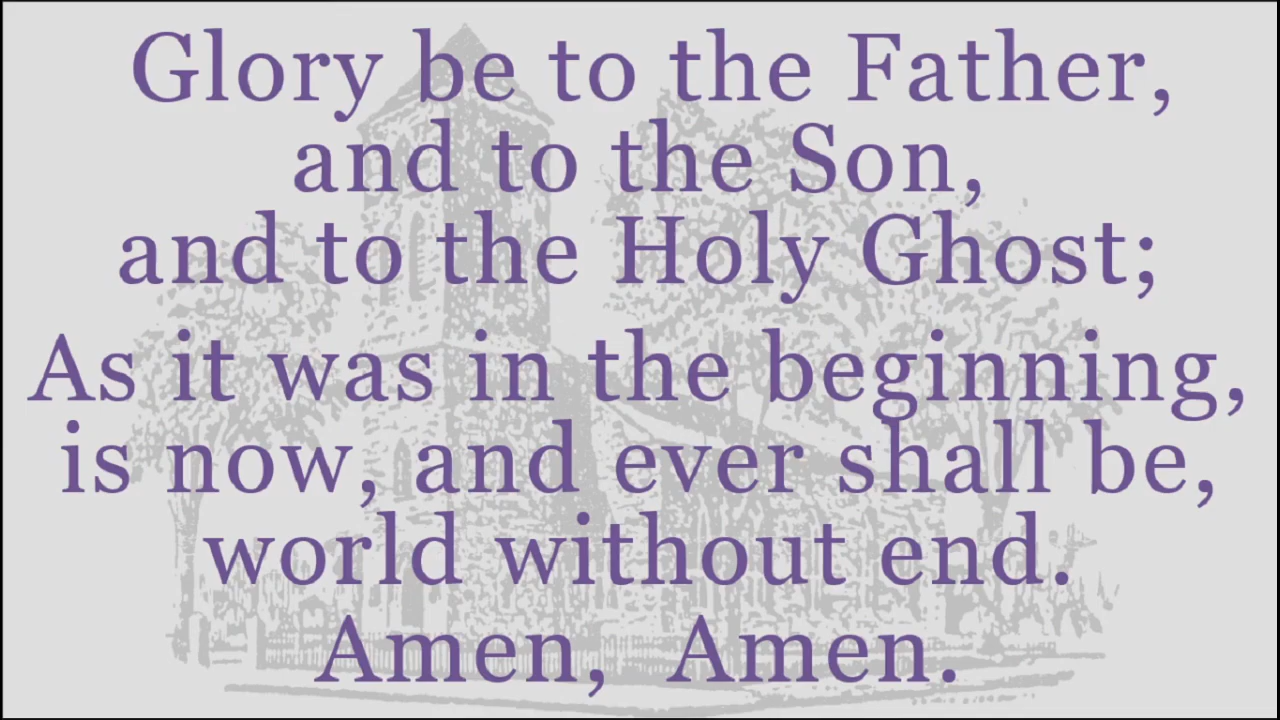 Glory be to the Father,
and to the Son,
and to the Holy Ghost;
As it was in the beginning,
is now, and ever shall be,
world without end.
Amen, Amen.